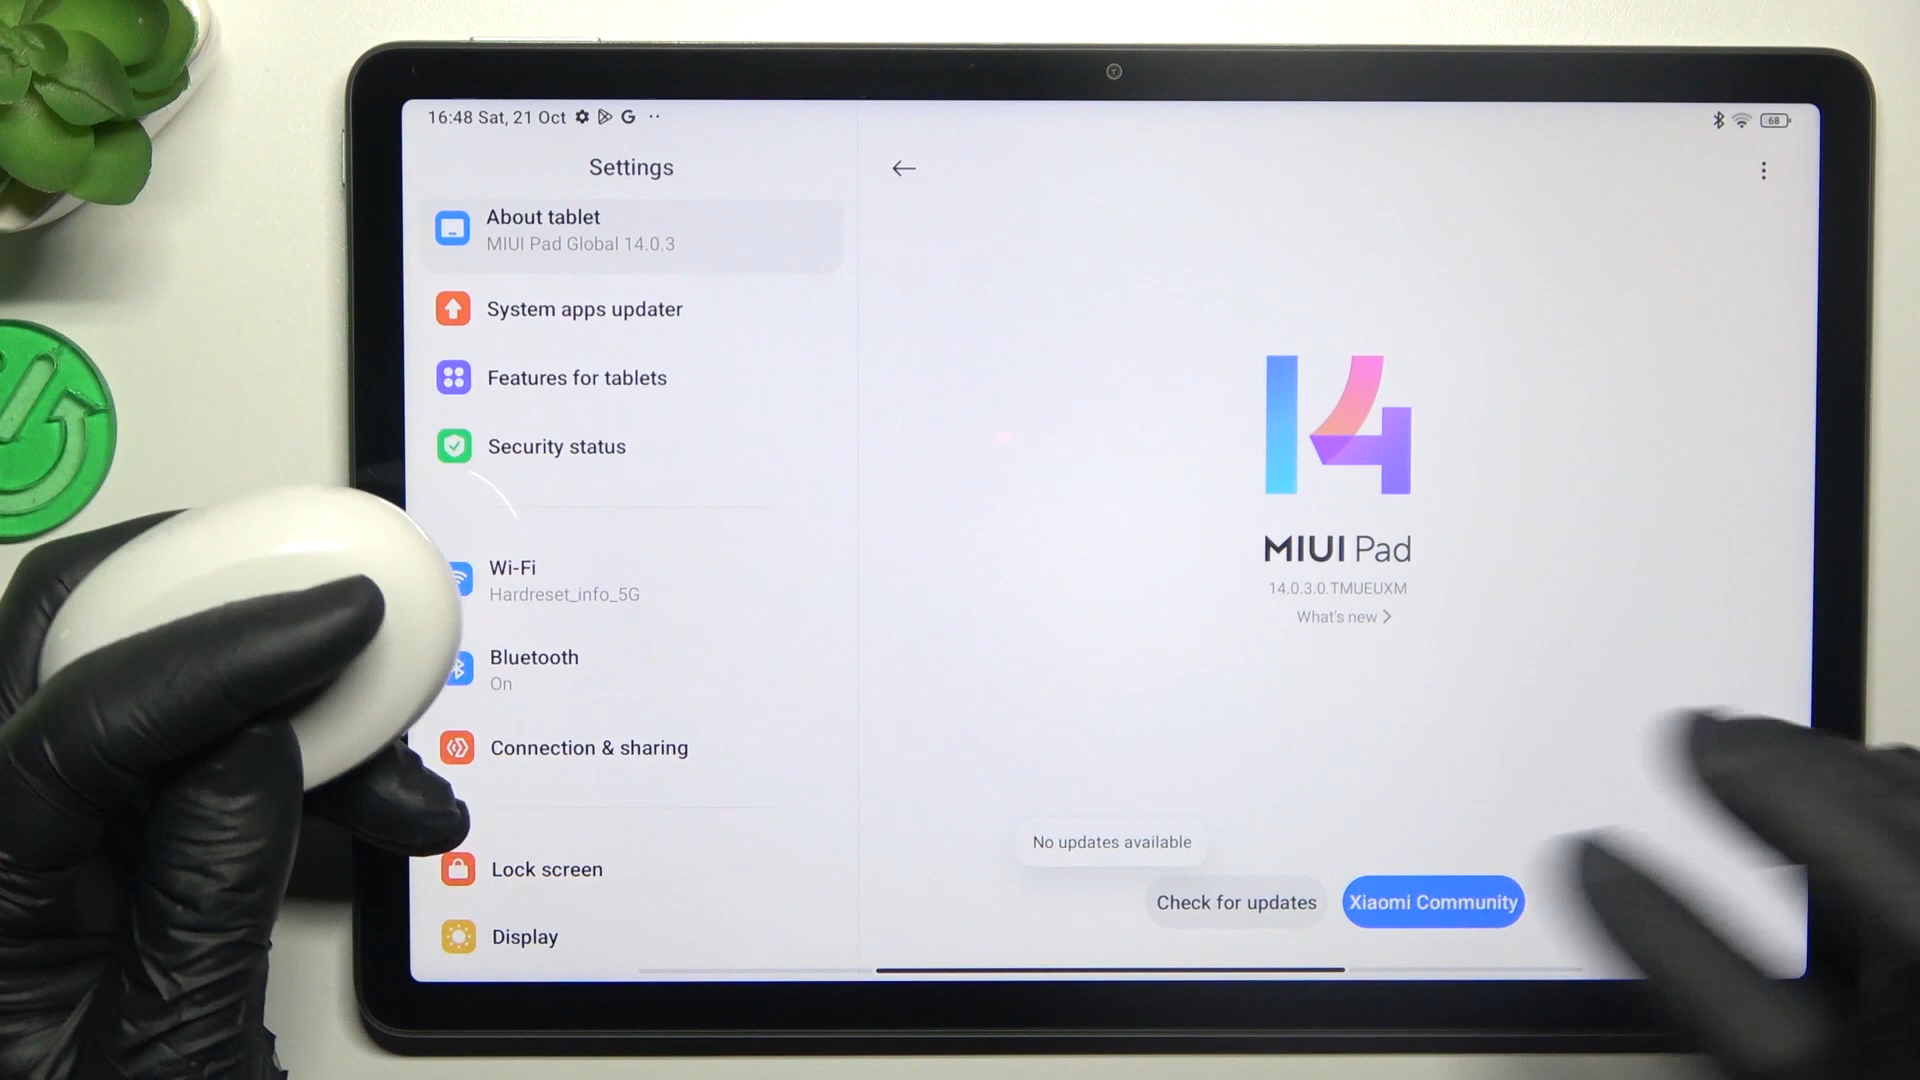 16:48 Sat, 21 Oct
68
Settings
About tablet
MIUI Pad Global 14.0.3
System apps updater
Features for tablets
Security status
Wi-Fi
Hardreset_info_5G
Bluetooth
On
Connection & sharing
Lock screen
Display
14
MIUI Pad
14.0.3.0.TMUEUXM
What's new >
No updates available
Check for updates
Xiaomi Community